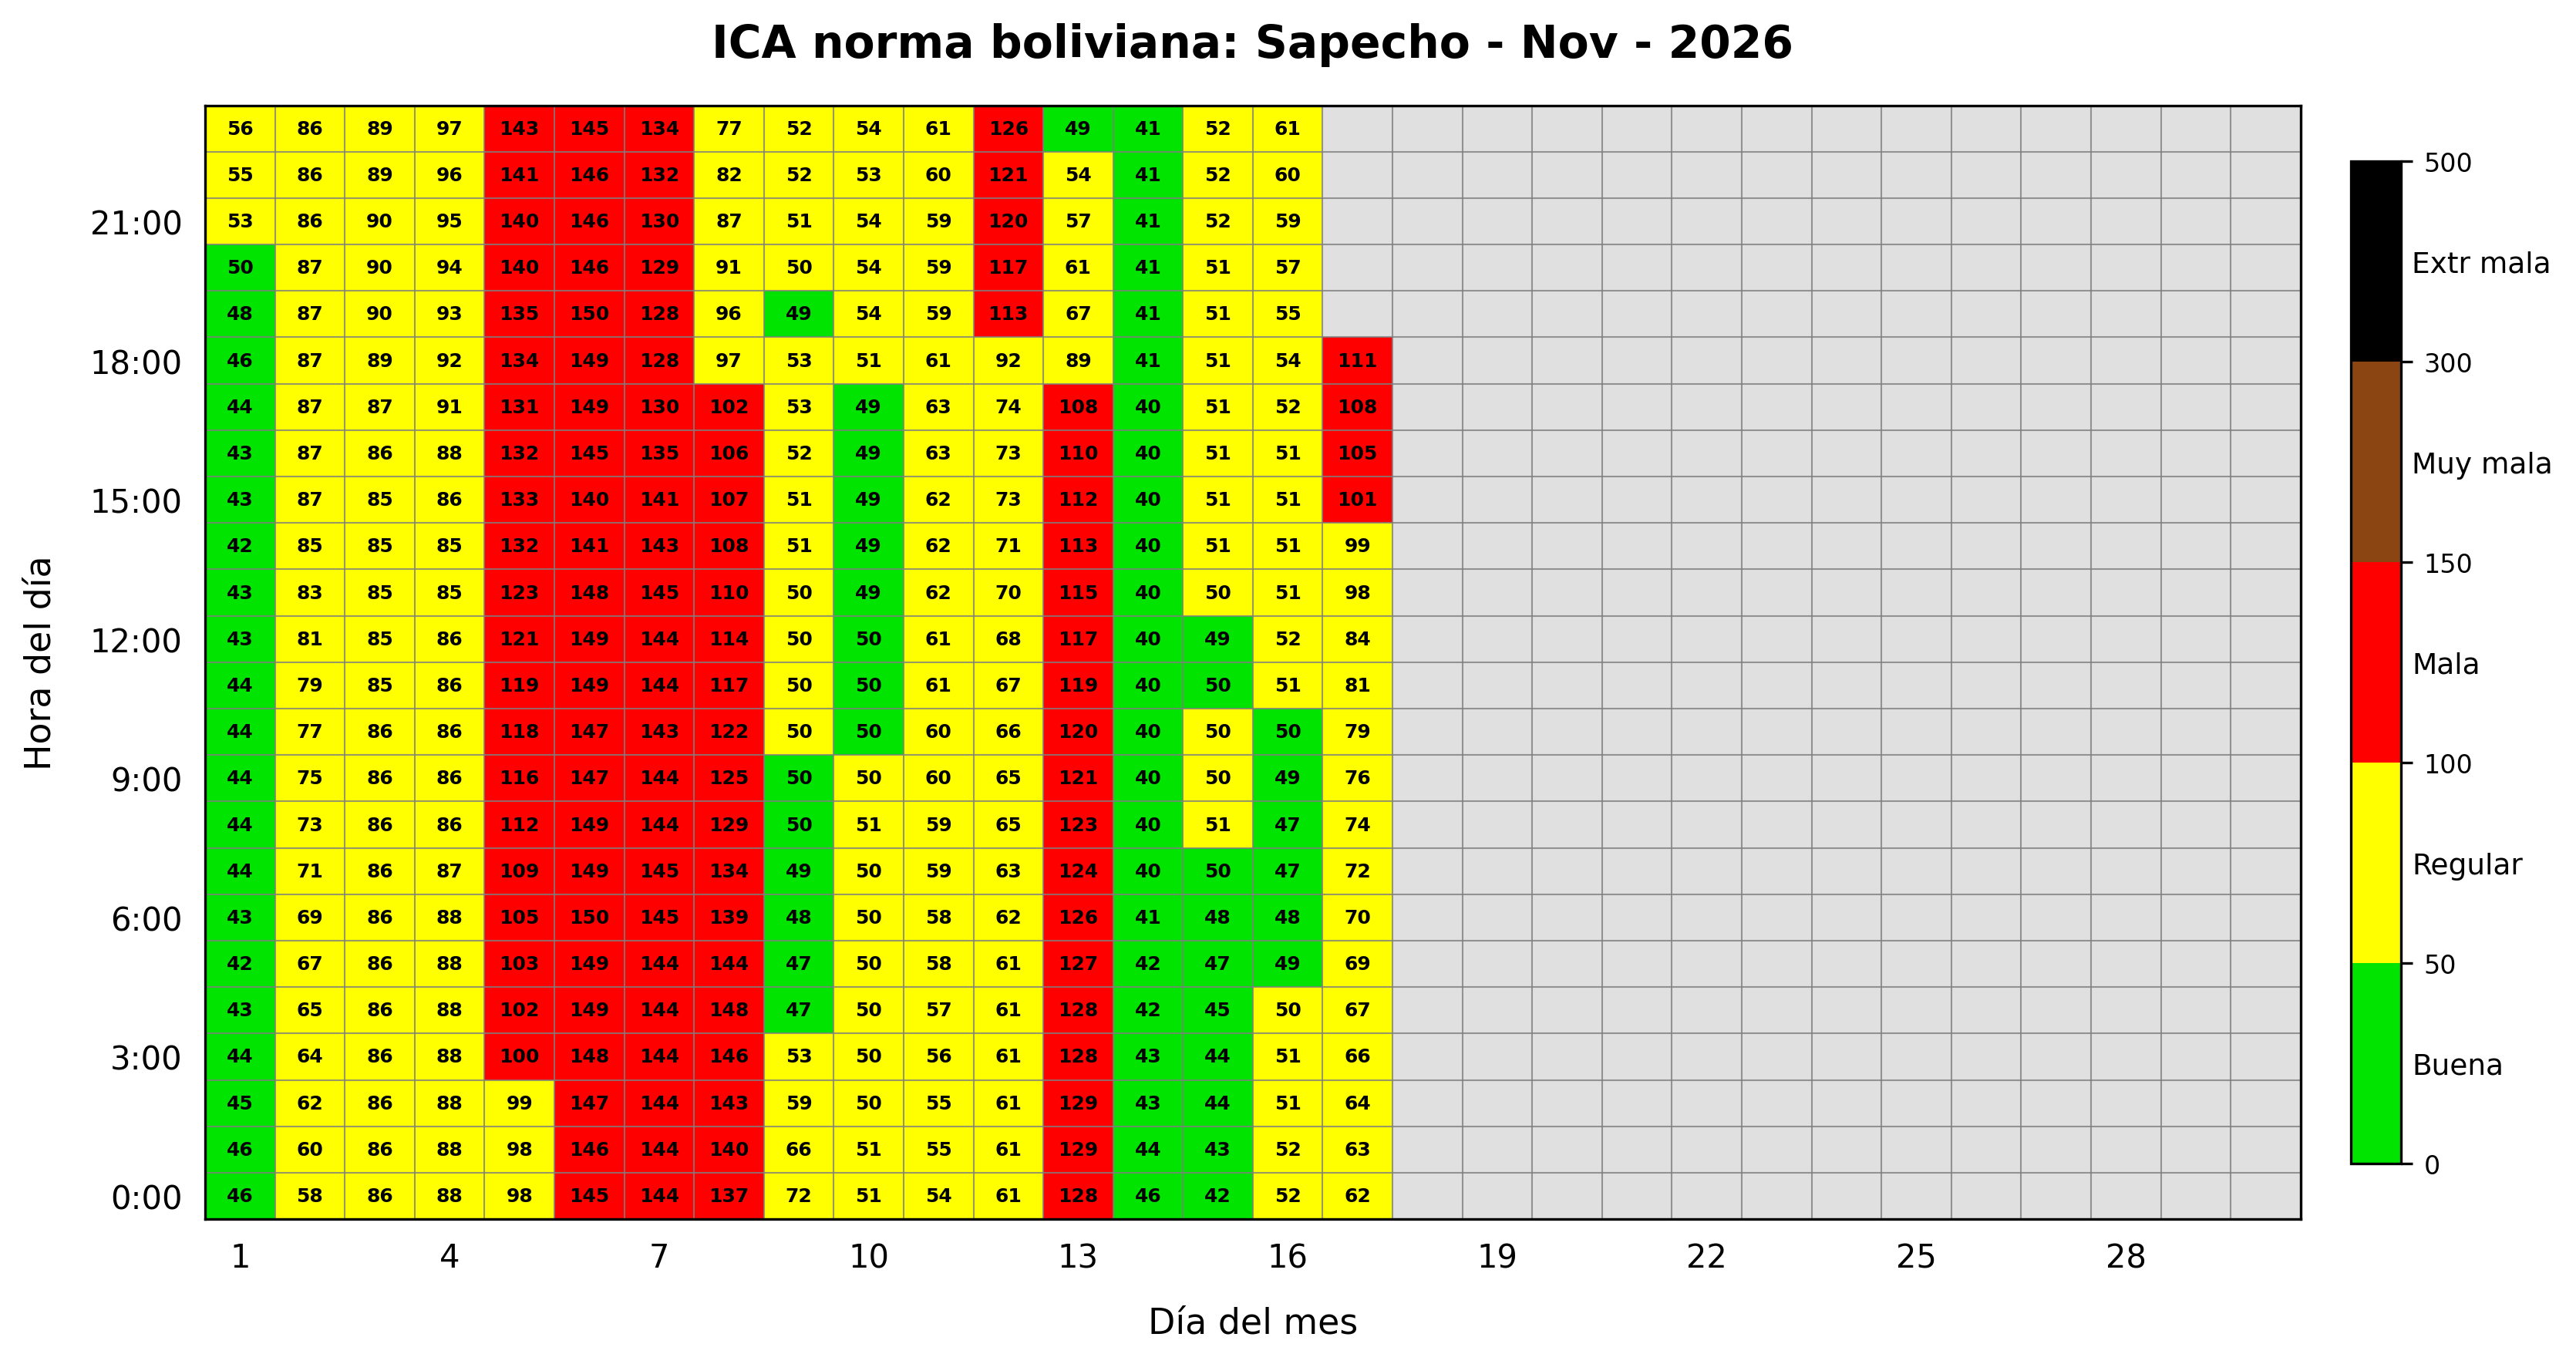 ICA norma boliviana: Sapecho - Nov - 2026
56 86 89 97 143 145 134 77 52 54 61 126 49 41 52 61
55 86 89 96 141 146 132 82 52 53 60 121 54 41 52 60
21:00 53 86 90 95 140 146 130 87 51 54 59 120 57 41 52 59
50 87 90 94 140 146 129 91 50 54 59 117 61 41 51 57
48 87 90 93 135 150 128 96 49 54 59 113 67 41 51 55
18:00 46 87 89 92 134 149 128 97 53 51 61 92 89 41 51 54 111
44 87 87 91 131 149 130 102 53 49 63 74 108 40 51 52 108
43 87 86 88 132 145 135 106 52 49 63 73 110 40 51 51 105
15:00 43 87 85 86 133 140 141 107 51 49 62 73 112 40 51 51 101
42 85 85 85 132 141 143 108 51 49 62 71 113 40 51 51 99
43 83 85 85 123 148 145 110 50 49 62 70 115 40 50 51 98
12:00 43 81 85 86 121 149 144 114 50 50 61 68 117 40 49 52 84
44 79 85 86 119 149 144 117 50 50 61 67 119 40 50 51 81
44 77 86 86 118 147 143 122 50 50 60 66 120 40 50 50 79
9:00 44 75 86 86 116 147 144 125 50 50 60 65 121 40 50 49 76
44 73 86 86 112 149 144 129 50 51 59 65 123 40 51 47 74
44 71 86 87 109 149 145 134 49 50 59 63 124 40 50 47 72
6:00 43 69 86 88 105 150 145 139 48 50 58 62 126 41 48 48 70
42 67 86 88 103 149 144 144 47 50 58 61 127 42 47 49 69
43 65 86 88 102 149 144 148 47 50 57 61 128 42 45 50 67
3:00 44 64 86 88 100 148 144 146 53 50 56 61 128 43 44 51 66
45 62 86 88 99 147 144 143 59 50 55 61 129 43 44 51 64
46 60 86 88 98 146 144 140 66 51 55 61 129 44 43 52 63
0:00 46 58 86 88 98 145 144 137 72 51 54 61 128 46 42 52 62
1 4 7 10 13 16 19 22 25 28
Día del mes
Hora del día
500
Extr mala
300
Muy mala
150
Mala
100
Regular
50
Buena
0